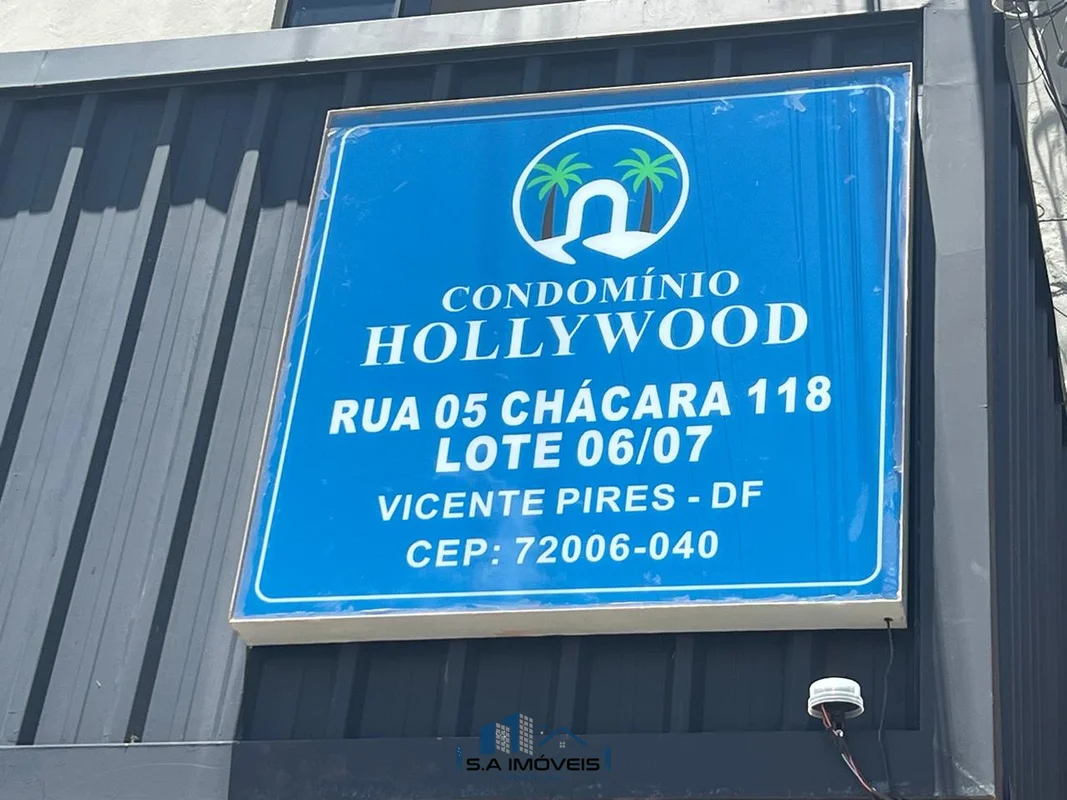 CONDOMÍNIO
HOLLYWOOD
RUA 05 CHÁCARA 118
LOTE 06/07
VICENTE PIRES - DF
CEP: 72006-040
S.A IMÓVEIS